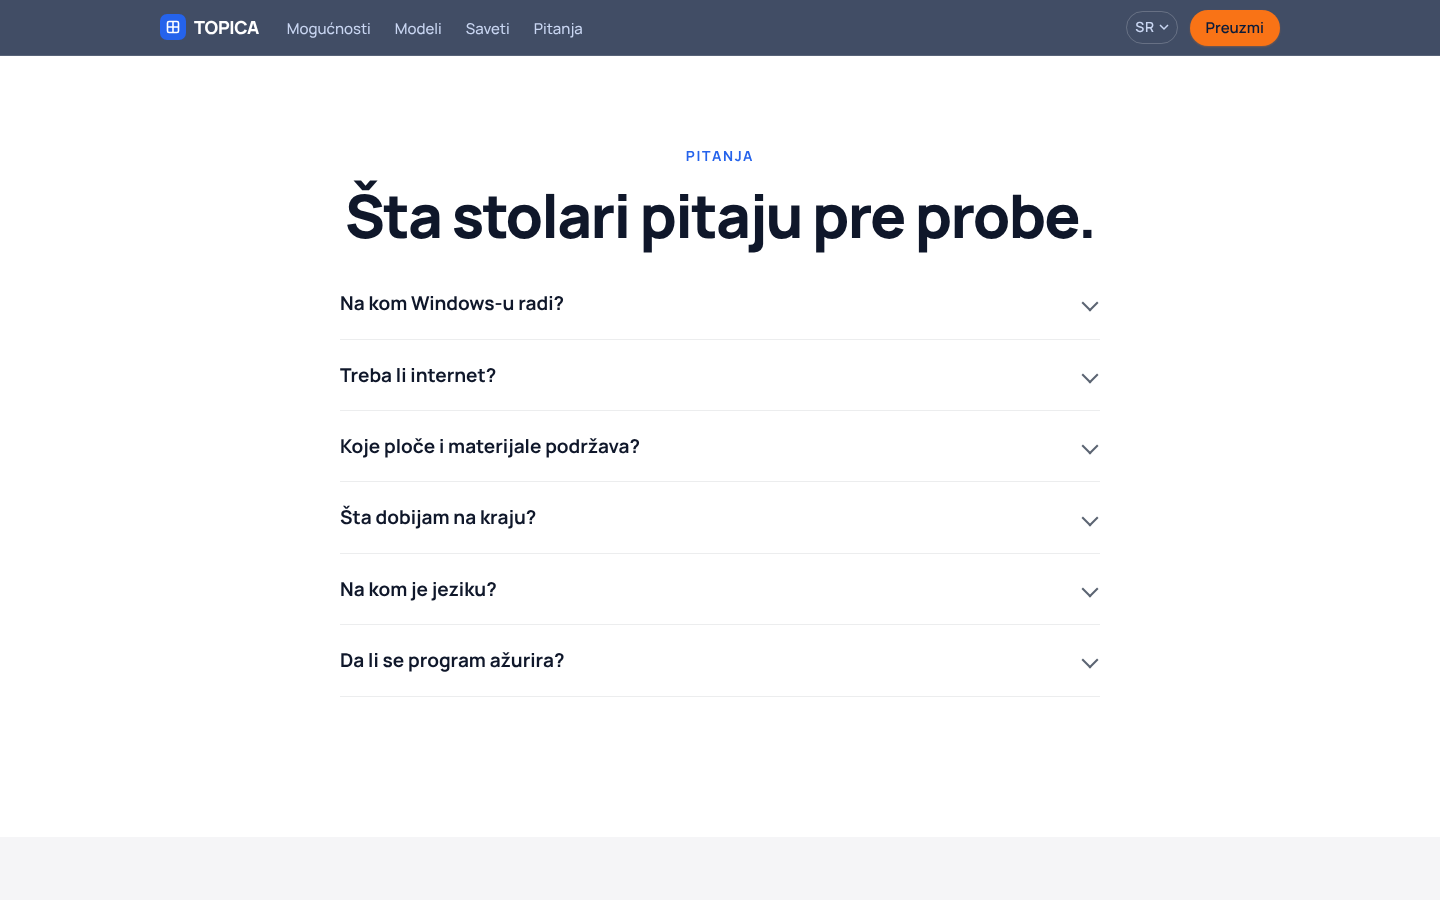 TOPICA
Mogućnosti
Modeli
Saveti
Pitanja
SR
Preuzmi
PITANJA
Šta stolari pitaju pre probe.
Na kom Windows-u radi?
Treba li internet?
Koje ploče i materijale podržava?
Šta dobijam na kraju?
Na kom je jeziku?
Da li se program ažurira?